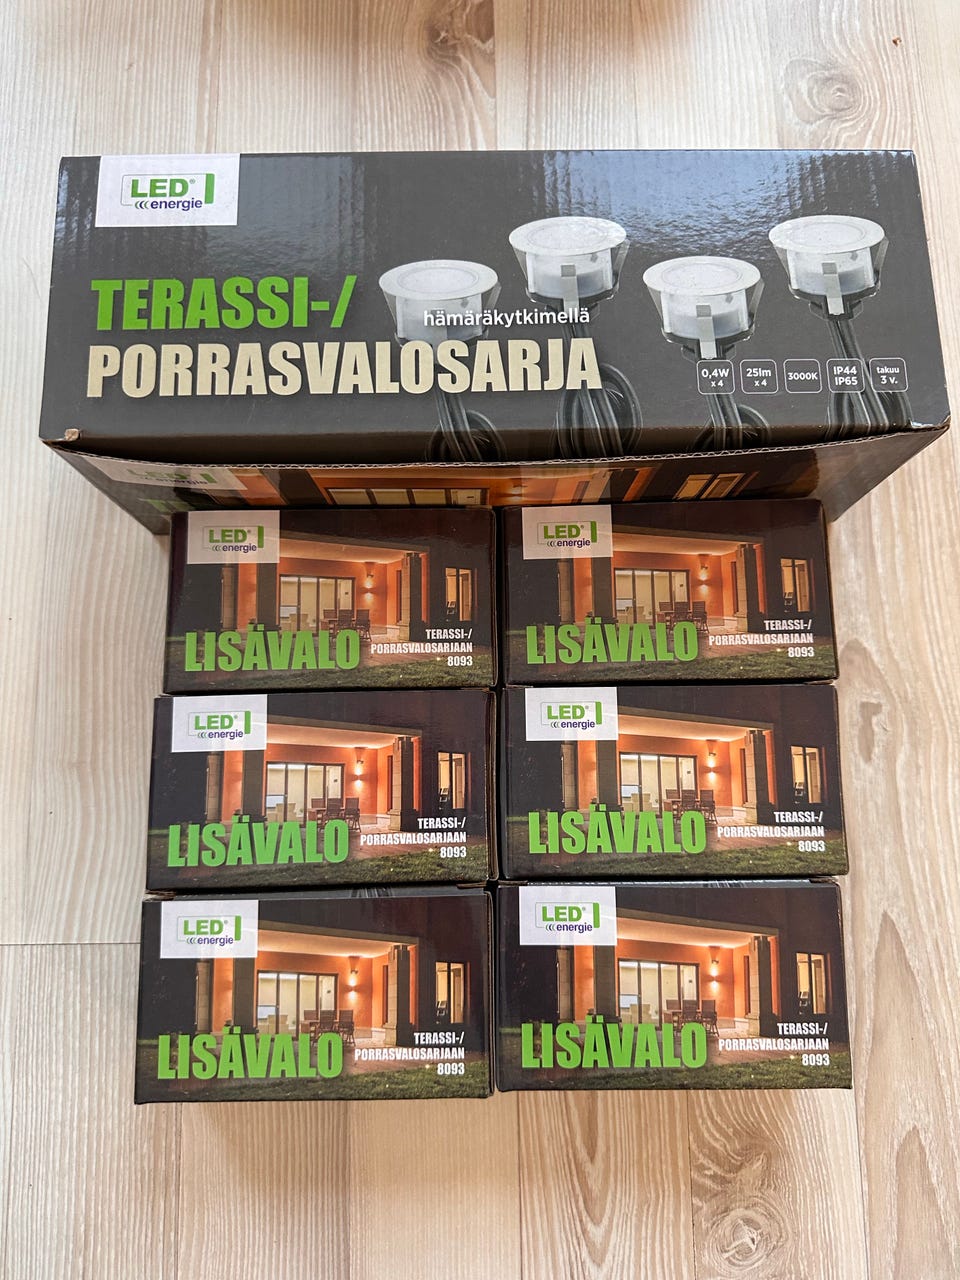 LED®
energie
TERASSI-/
hämäräkytkimellä
PORRASVALOSARJA
0,4W
x 4
25lm
x 4
3000K
IP44
IP65
takuu
3 v.
LED
energie
LED®
energie
LISÄVALO
TERASSI-/
PORRASVALOSARJAAN
8093
LED®
energie
LISÄVALO
TERASSI-/
PORRASVALOSARJAAN
8093
LED®
energie
LISÄVALO
TERASSI-/
PORRASVALOSARJAAN
8093
LED®
energie
LISÄVALO
TERASSI-/
PORRASVALOSARJAAN
8093
LED®
energie
LISÄVALO
TERASSI-/
PORRASVALOSARJAAN
8093
LED®
energie
LISÄVALO
TERASSI-/
PORRASVALOSARJAAN
8093